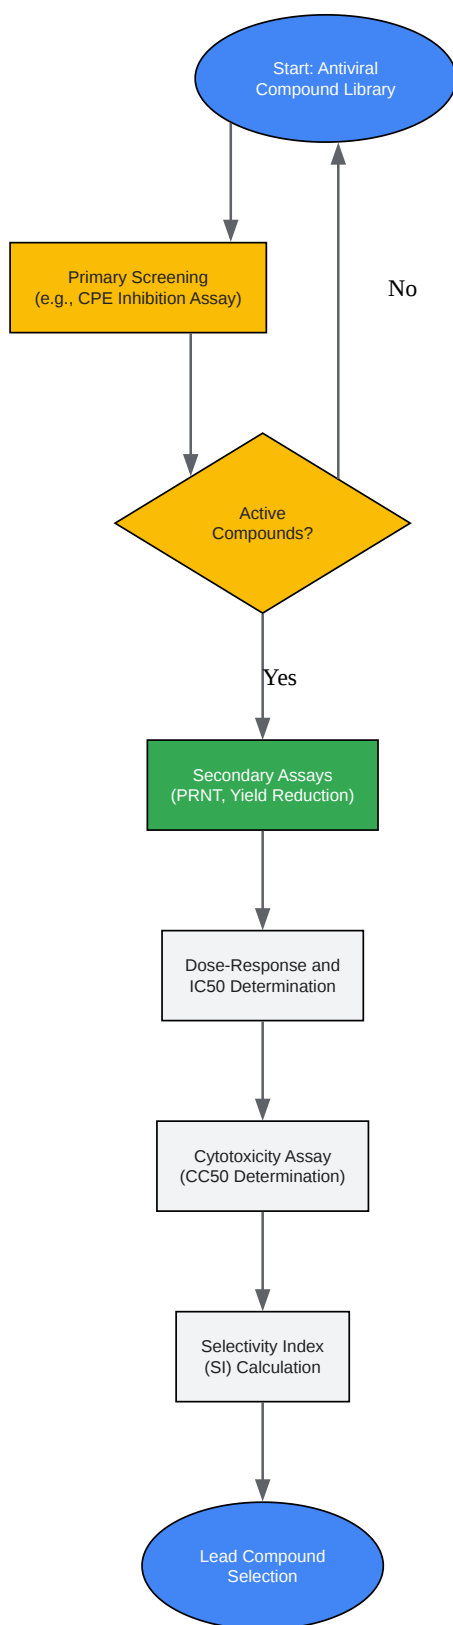 Start: Antiviral
Compound Library
Primary Screening
(e.g., CPE Inhibition Assay)
No
Active
Compounds?
Yes
Secondary Assays
(PRNT, Yield Reduction)
Dose-Response and
IC50 Determination
Cytotoxicity Assay
(CC50 Determination)
Selectivity Index
(SI) Calculation
Lead Compound
Selection